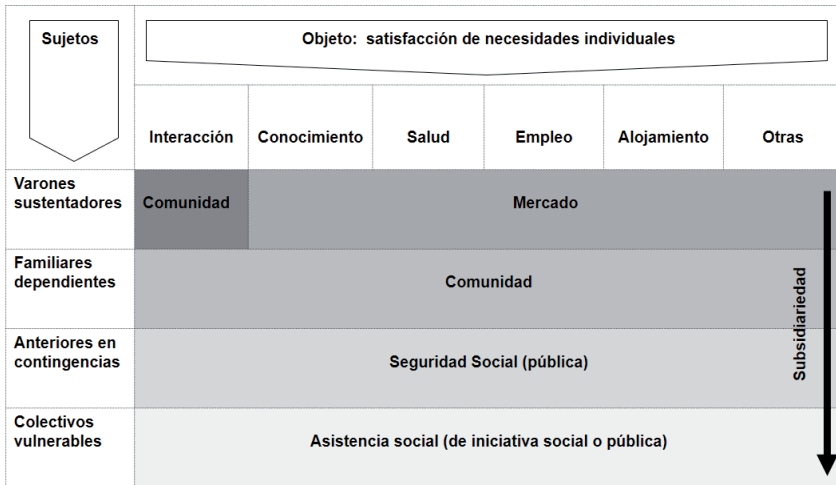 Sujetos
Objeto: satisfacción de necesidades individuales
Interacción
Conocimiento
Salud
Empleo
Alojamiento
Otras
Varones
sustentadores
Comunidad
Mercado
Familiares
dependientes
Comunidad
Anteriores en
contingencias
Seguridad Social (pública)
Colectivos
vulnerables
Asistencia social (de iniciativa social o pública)
Subsidiariedad